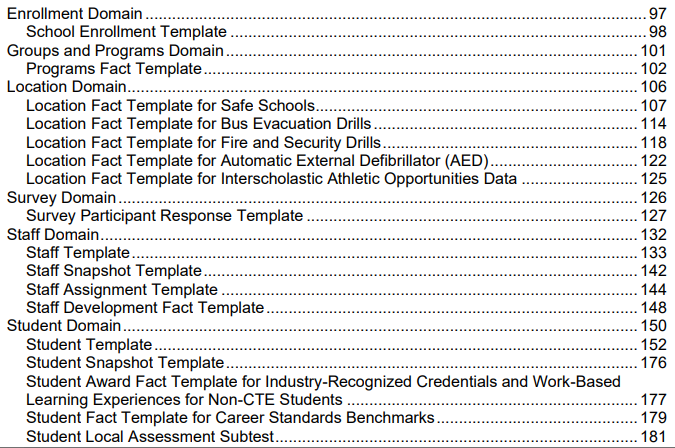 Enrollment Domain ........ 97
School Enrollment Template ........ 98
Groups and Programs Domain ........ 101
Programs Fact Template ........ 102
Location Domain ........ 106
Location Fact Template for Safe Schools ........ 107
Location Fact Template for Bus Evacuation Drills ........ 114
Location Fact Template for Fire and Security Drills ........ 118
Location Fact Template for Automatic External Defibrillator (AED) ........ 122
Location Fact Template for Interscholastic Athletic Opportunities Data ........ 125
Survey Domain ........ 126
Survey Participant Response Template ........ 127
Staff Domain ........ 132
Staff Template ........ 133
Staff Snapshot Template ........ 142
Staff Assignment Template ........ 144
Staff Development Fact Template ........ 148
Student Domain ........ 150
Student Template ........ 152
Student Snapshot Template ........ 176
Student Award Fact Template for Industry-Recognized Credentials and Work-Based
Learning Experiences for Non-CTE Students ........ 177
Student Fact Template for Career Standards Benchmarks ........ 179
Student Local Assessment Subtest ........ 181